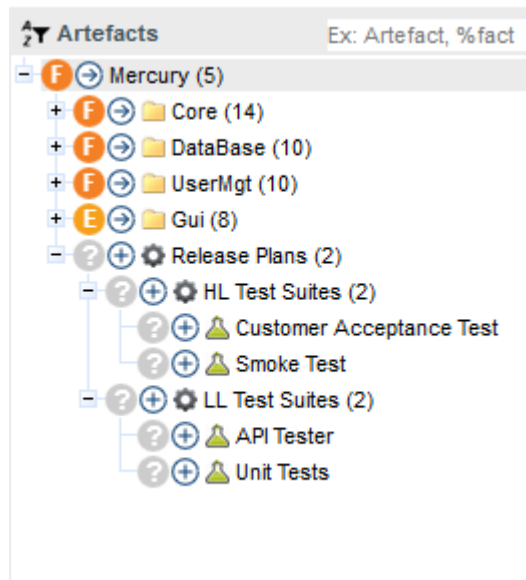 Artefacts Ex: Artefact, %fact
F Mercury (5)
F Core (14)
F DataBase (10)
F UserMgt (10)
E Gui (8)
? Release Plans (2)
? HL Test Suites (2)
? Customer Acceptance Test
? Smoke Test
? LL Test Suites (2)
? API Tester
? Unit Tests